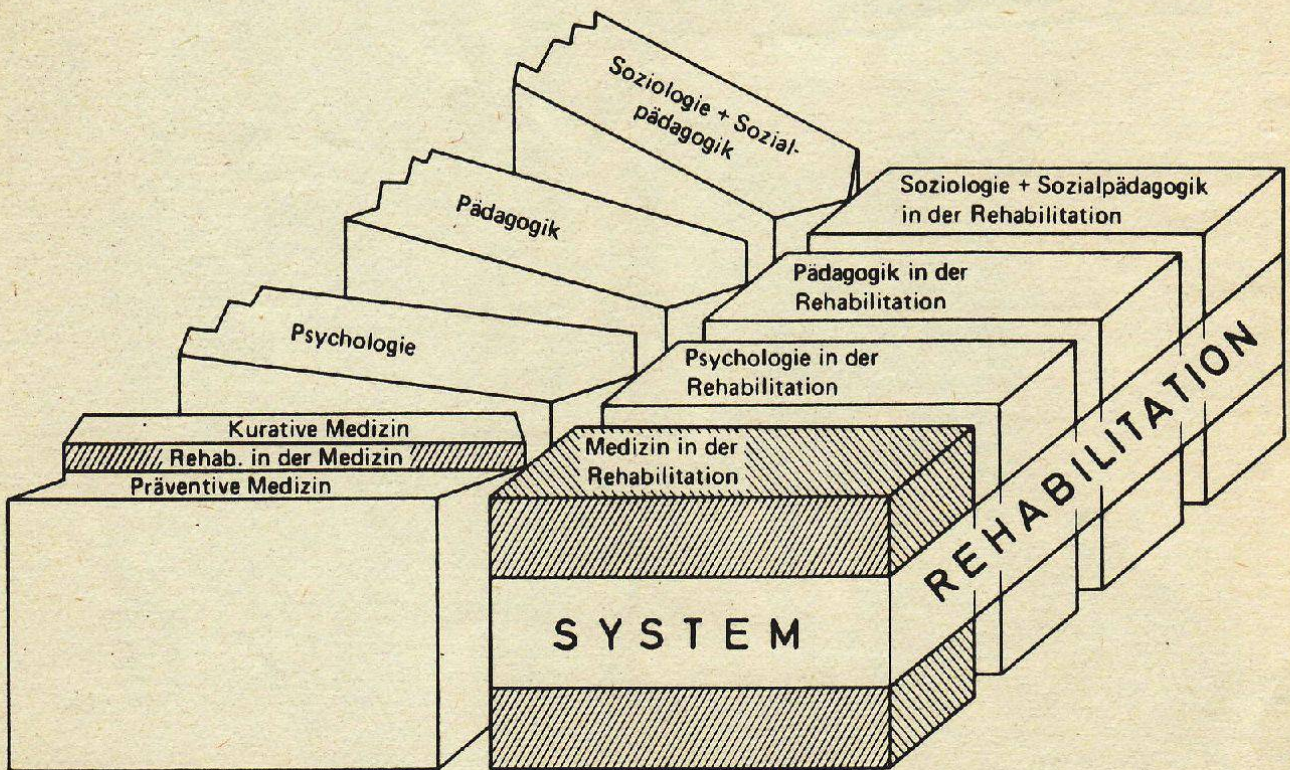 Soziologie + Sozial-
pädagogik
Pädagogik
Psychologie
Kurative Medizin
Rehab. in der Medizin
Präventive Medizin
Soziologie + Sozialpädagogik
in der Rehabilitation
Pädagogik in der
Rehabilitation
Psychologie in der
Rehabilitation
Medizin in der
Rehabilitation
SYSTEM
REHABILITATION